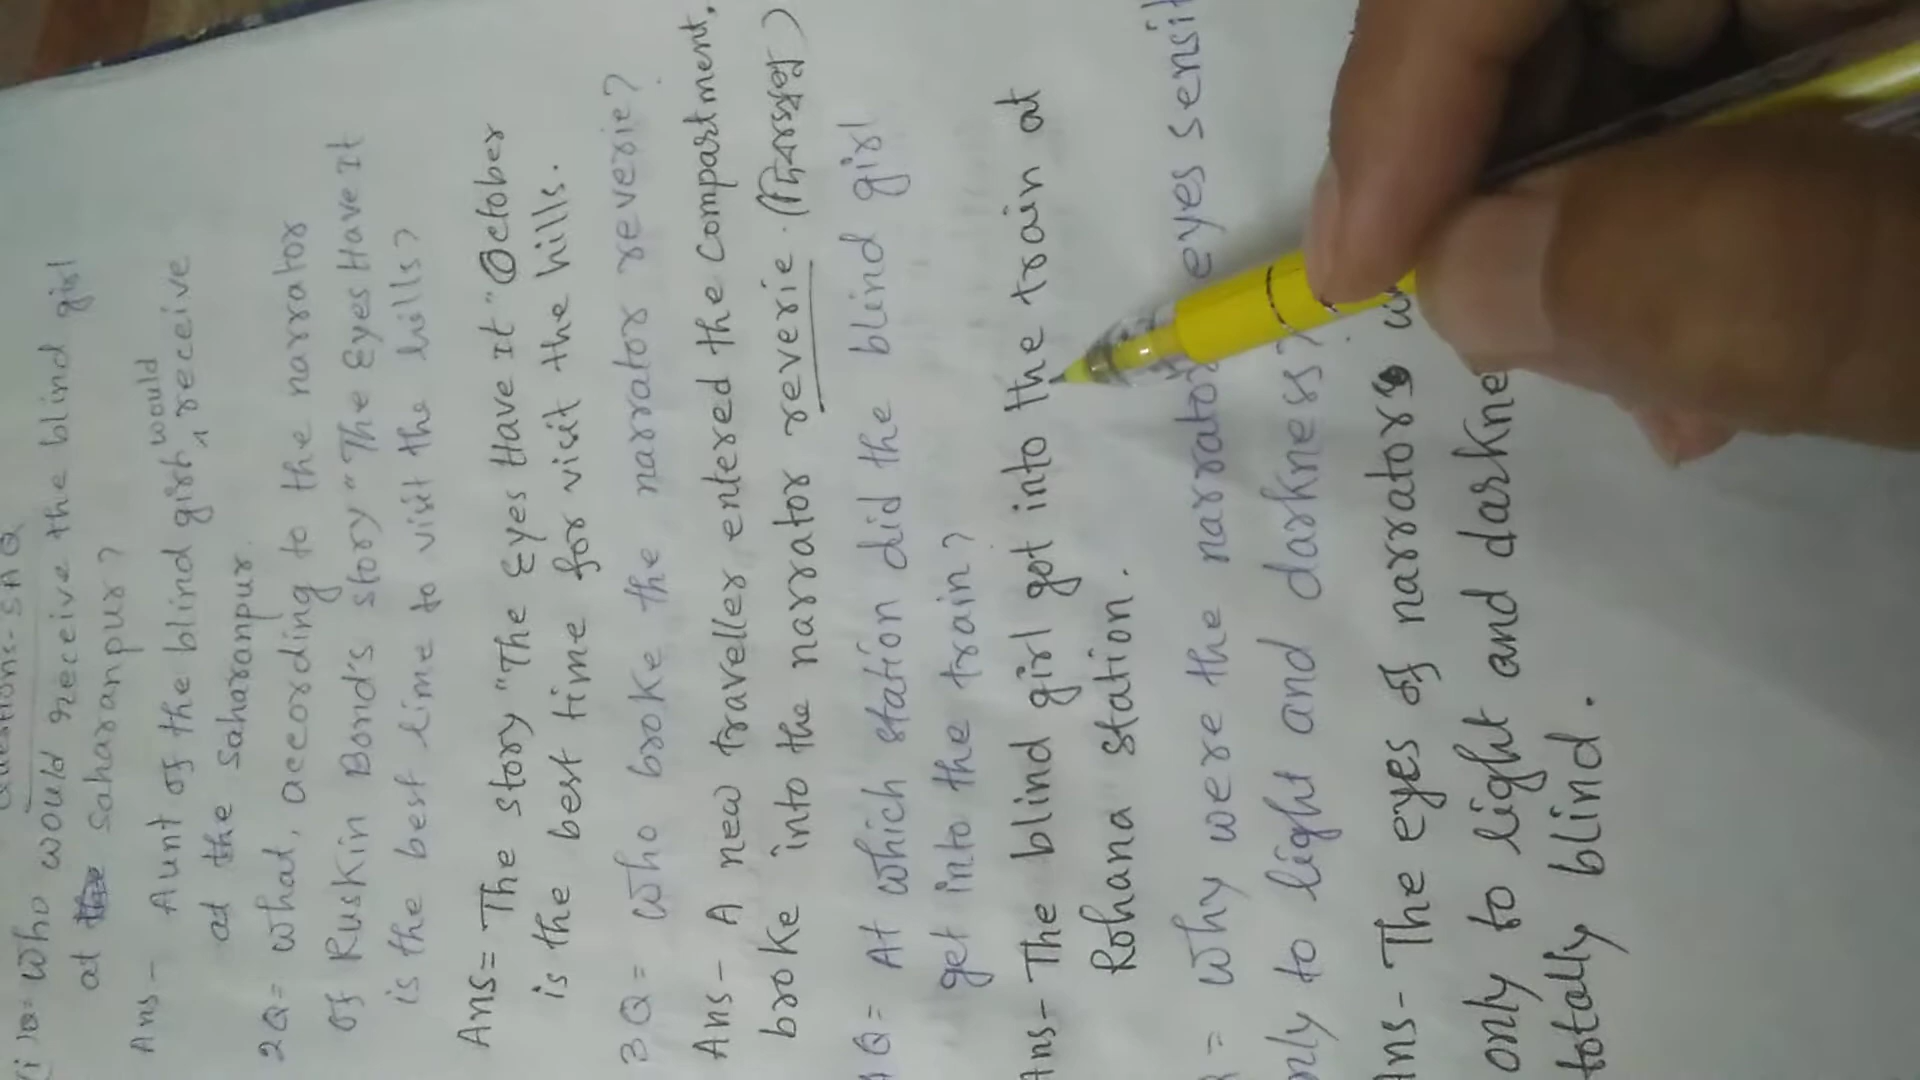 Questions-SAQ
1Q= Who would receive the blind girl
at saharanpur?
Ans- Aunt of the blind girl would receive
at the saharanpur.
2Q= what, according to the narrator
of Ruskin Bond's story "The Eyes Have It
is the best time to visit the hills?
Ans= The story "The Eyes Have It" October
is the best time for visit the hills.
3Q= Who broke the narrator reverie?
Ans- A new traveller entered the compartment,
broke into the narrator reverie.
4Q= At which station did the blind girl
get into the train?
Ans- The blind girl got into the train at
Rohana station.
= Why were the narrator eyes
only to light and darkness?
Ans- The eyes of narrators
only to light and
totally blind.